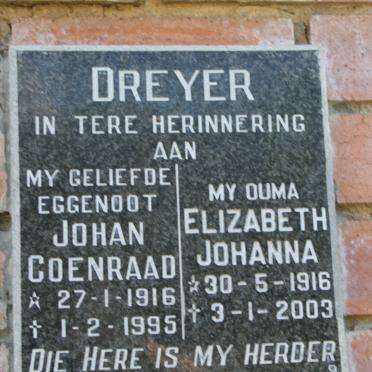 DREYER
IN TERE HERINNERING
AAN
MY GELIEFDE
EGGENOOT
JOHAN
COENRAAD
☆ 27-1-1916
† 1-2-1995
MY OUMA
ELIZABETH
JOHANNA
☆ 30-5-1916
† 3-1-2003
DIE HERE IS MY HERDER
9